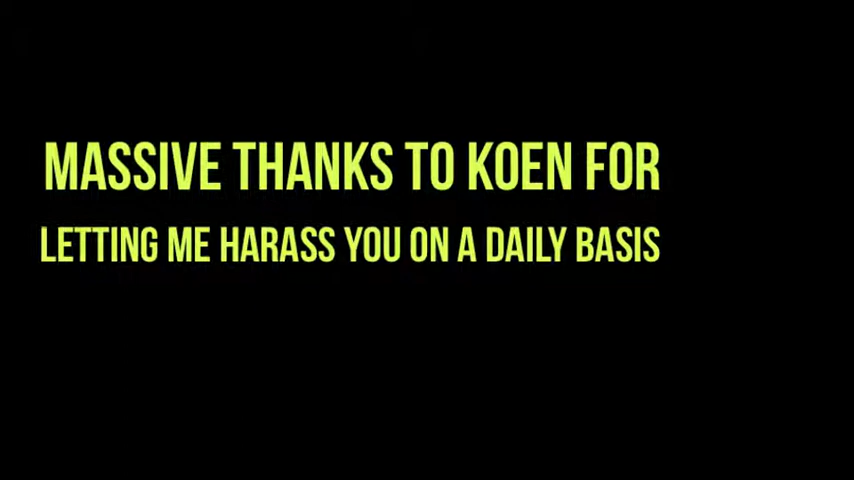 MASSIVE THANKS TO KOEN FOR
LETTING ME HARASS YOU ON A DAILY BASIS